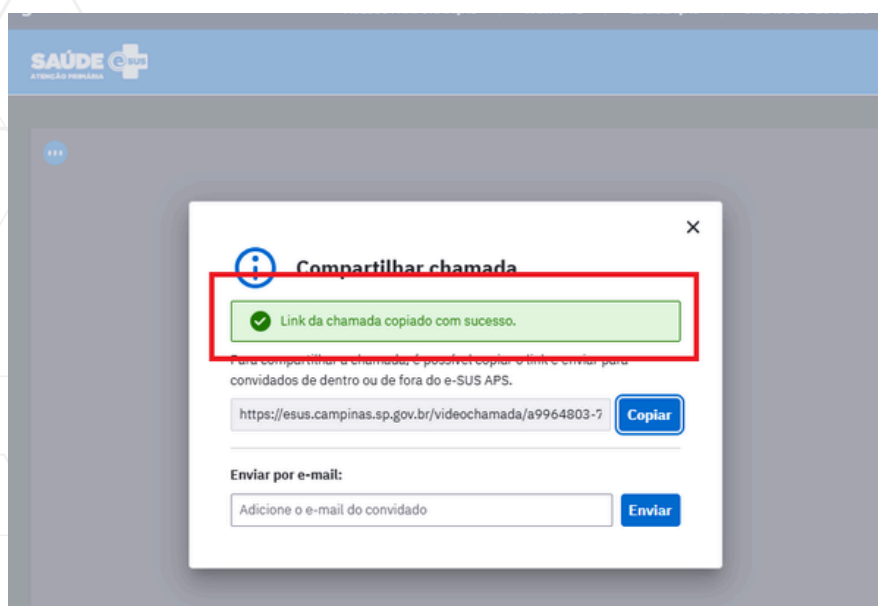 SAÚDE e SUS
ATENÇÃO PRIMÁRIA
Compartilhar chamada
Link da chamada copiado com sucesso.
Para compartilhar a chamada, é possível copiar o link e enviar para
convidados de dentro ou de fora do e-SUS APS.
https://esus.campinas.sp.gov.br/videochamada/a9964803-7
Copiar
Enviar por e-mail:
Adicione o e-mail do convidado
Enviar